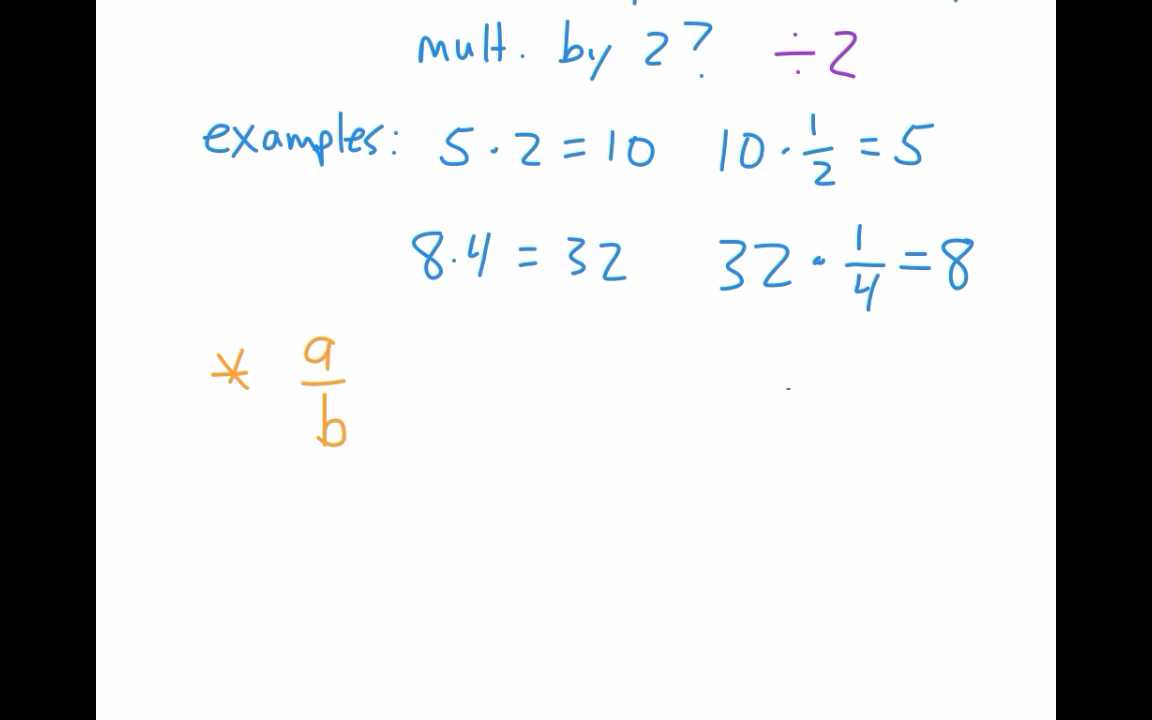 mult. by 2? ÷2
examples: 5·2=10 10·1/2=5
8·4=32 32·1/4=8
* a/b